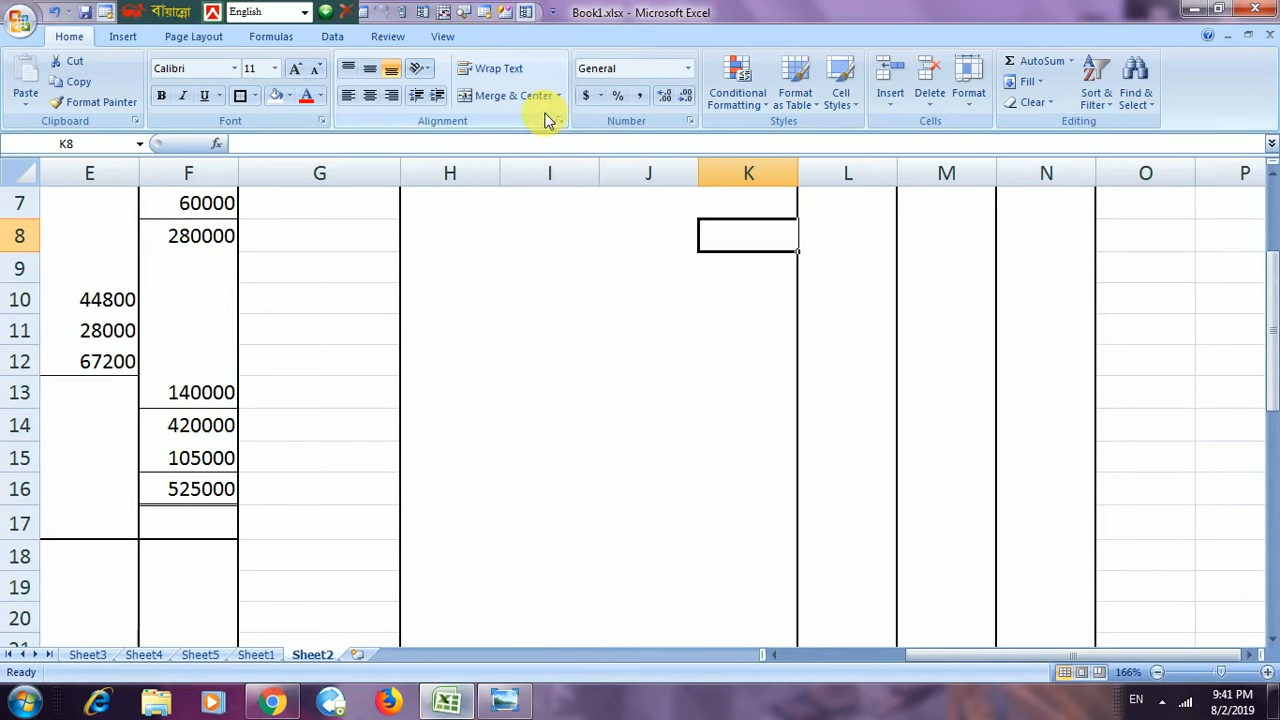 বায়ান্নো
English
Book1.xlsx - Microsoft Excel
Home Insert Page Layout Formulas Data Review View
Paste
Cut
Copy
Format Painter
Clipboard
Calibri 11
B I U
Font
Wrap Text
Merge & Center
Alignment
General
$ % ,
Number
Conditional Formatting
Format as Table
Cell Styles
Styles
Insert
Delete
Format
Cells
AutoSum
Fill
Clear
Sort & Filter
Find & Select
Editing
K8 fx
E F G H I J K L M N O P
7 60000
8 280000
9
10 44800
11 28000
12 67200
13 140000
14 420000
15 105000
16 525000
17
18
19
20
Sheet3 Sheet4 Sheet5 Sheet1 Sheet2
Ready 166%
EN
9:41 PM
8/2/2019